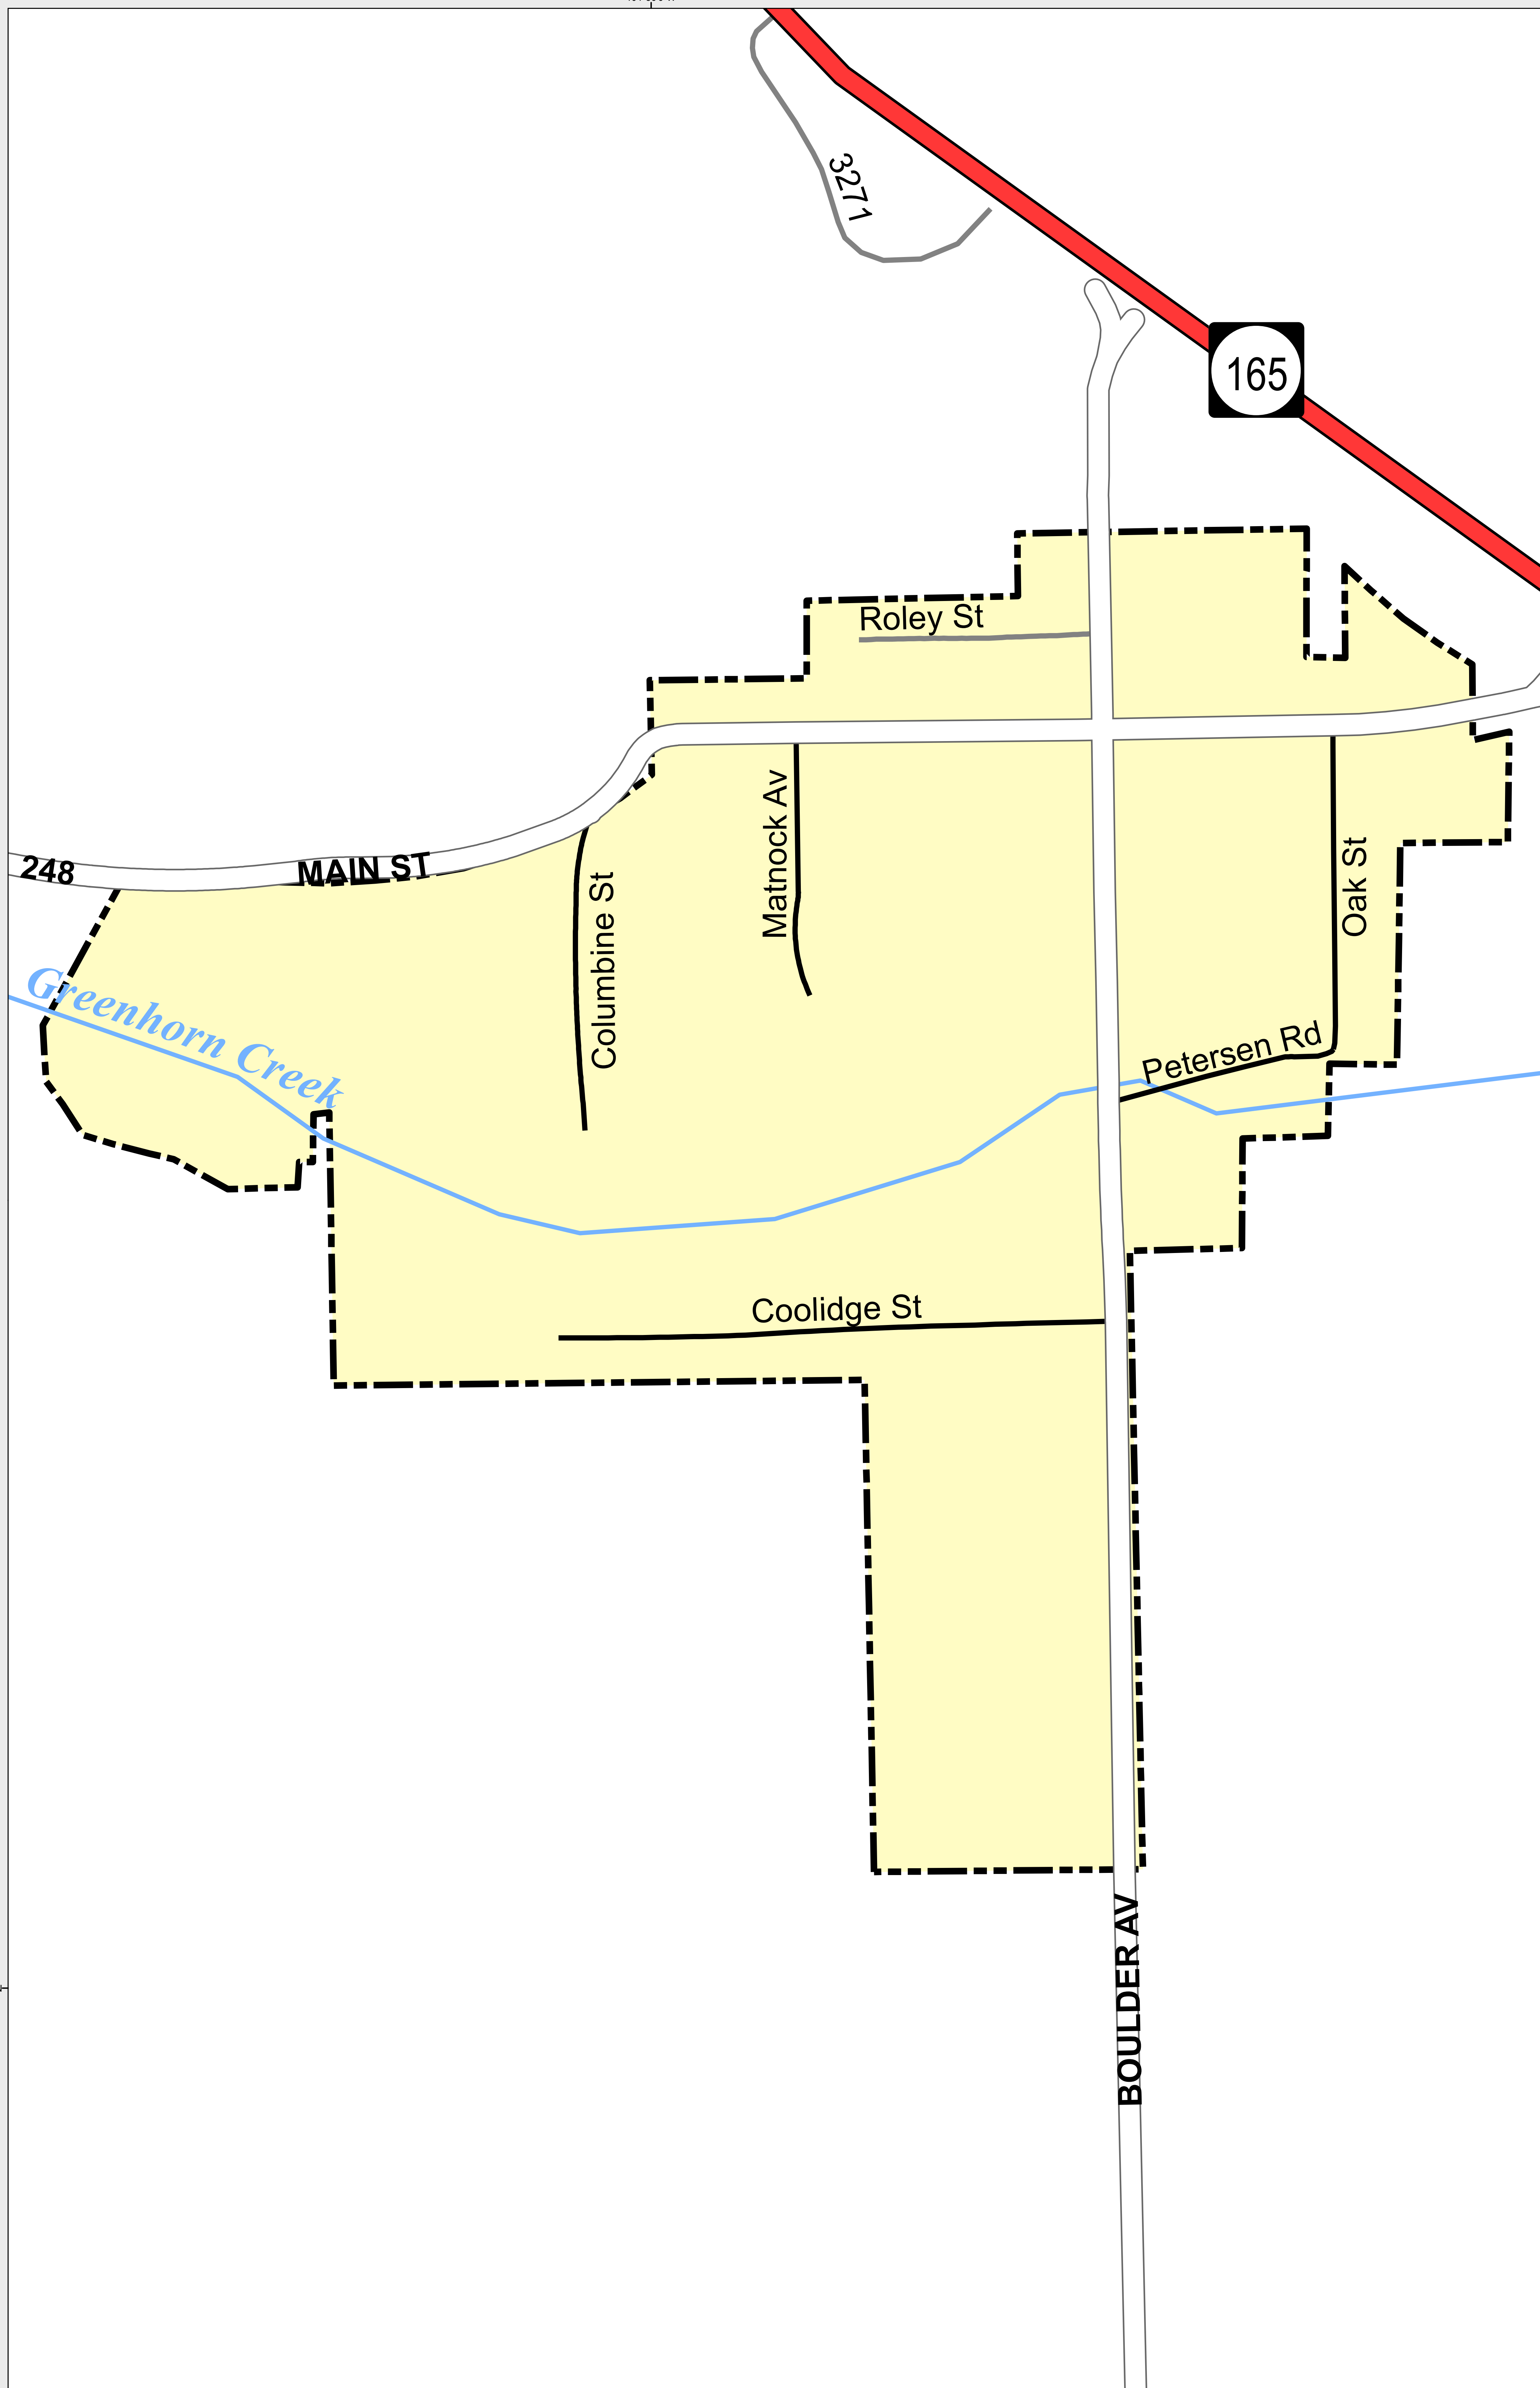 3271
165
Roley St
Matnock Av
Oak St
248
MAIN ST
Columbine St
Greenhorn Creek
Petersen Rd
Coolidge St
BOULDER AV